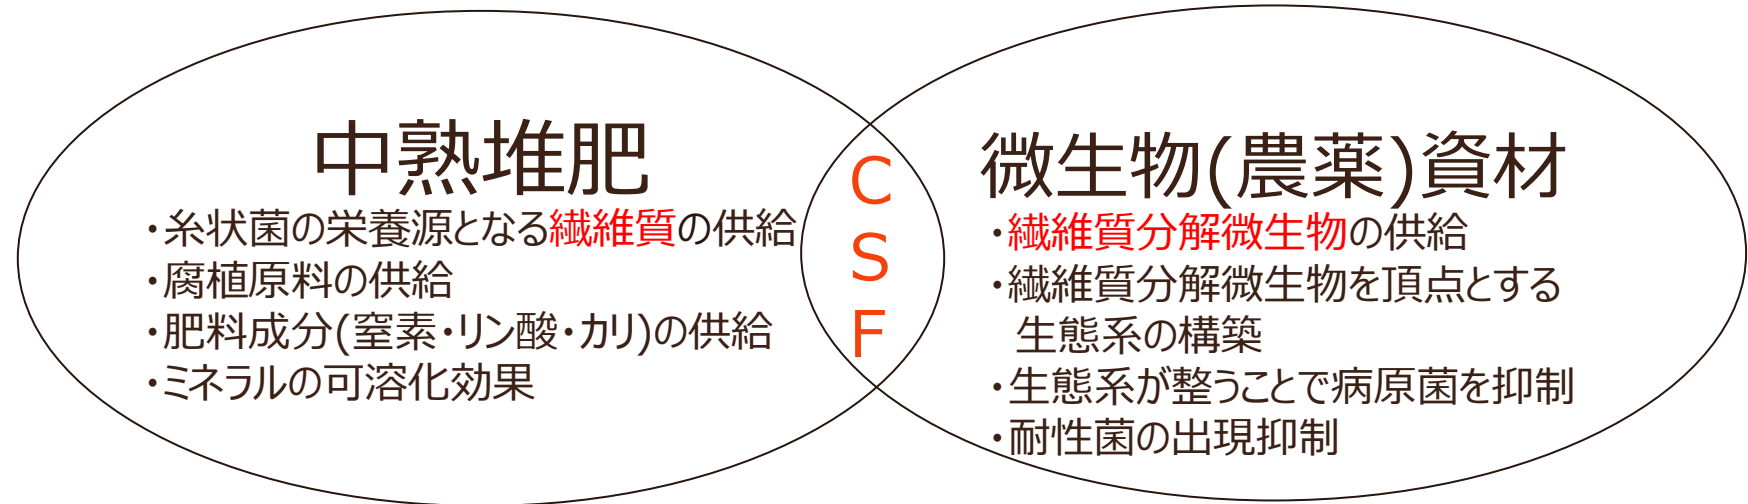 中熟堆肥
・糸状菌の栄養源となる繊維質の供給
・腐植原料の供給
・肥料成分(窒素・リン酸・カリ)の供給
・ミネラルの可溶化効果
C
S
F
微生物(農薬)資材
・繊維質分解微生物の供給
・繊維質分解微生物を頂点とする
生態系の構築
・生態系が整うことで病原菌を抑制
・耐性菌の出現抑制